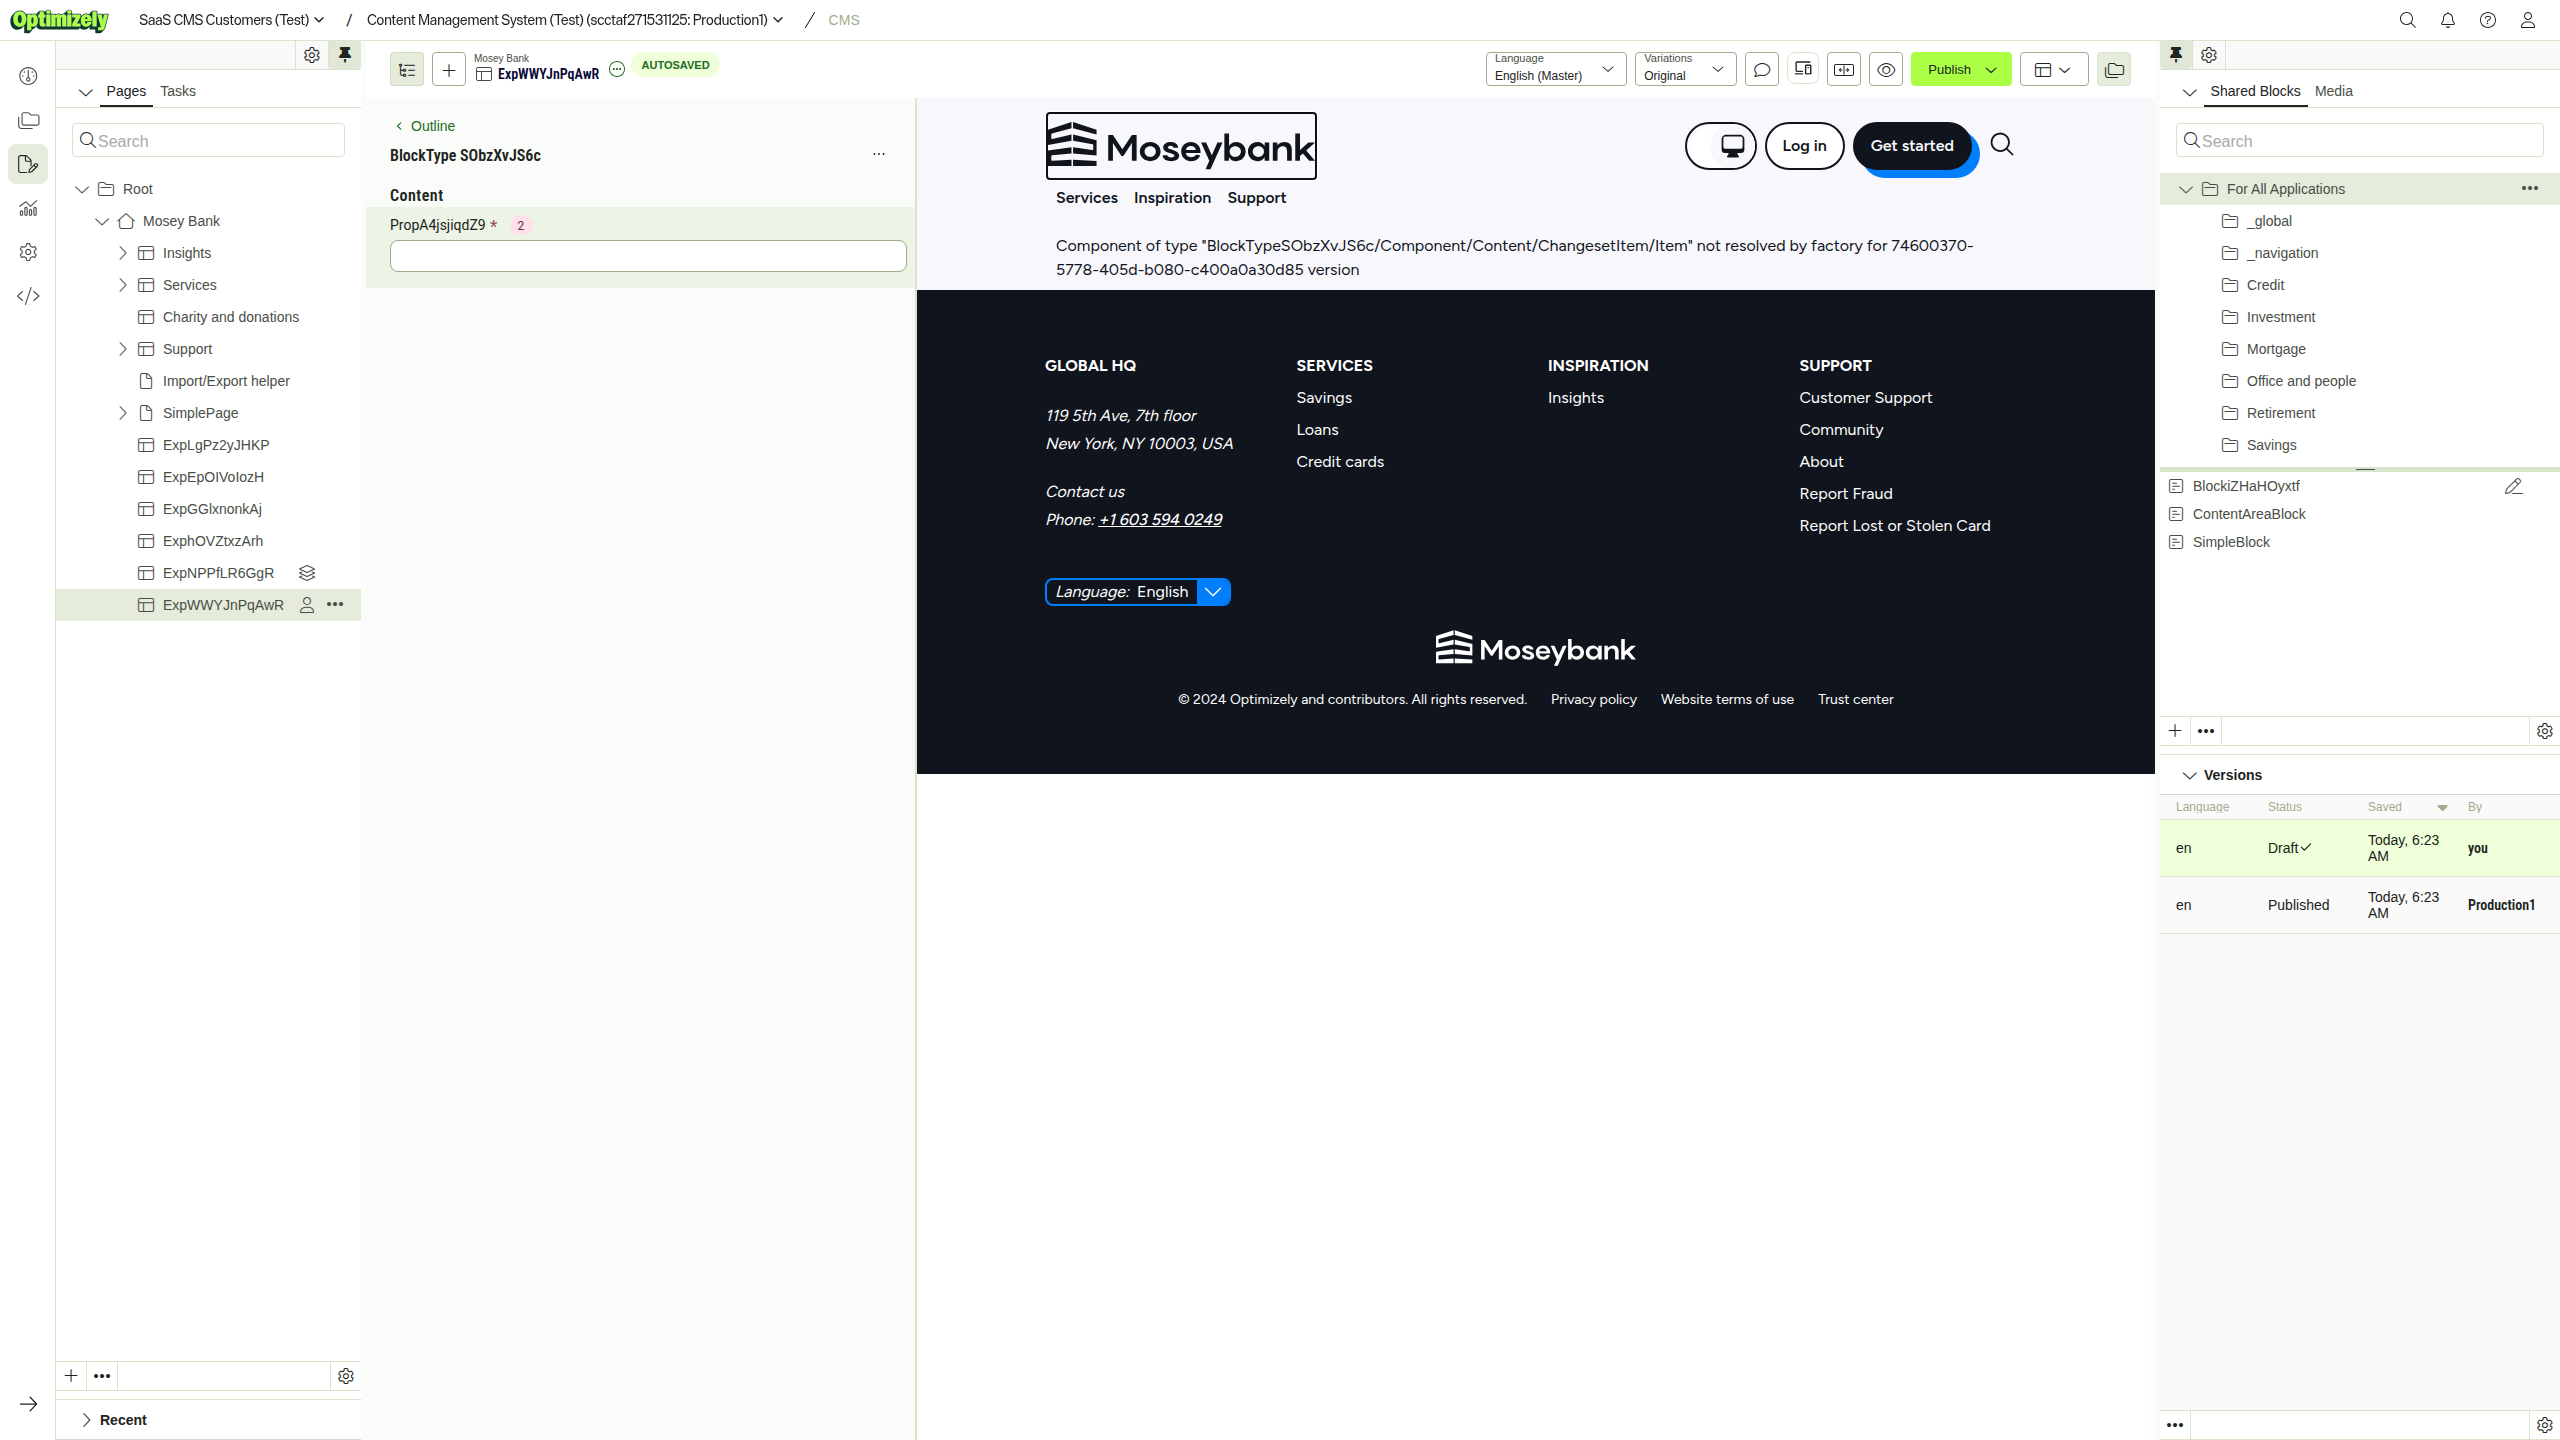 Optimizely
SaaS CMS Customers (Test) / Content Management System (Test) (scctaf271531125: Production1) / CMS
Pages Tasks
Search
Root
Mosey Bank
Insights
Services
Charity and donations
Support
Import/Export helper
SimplePage
ExpLgPz2yJHKP
ExpEpOIVoIozH
ExpGGlxnonkAj
ExphOVZtxzArh
ExpNPPfLR6GgR
ExpWWYJnPqAwR
Recent
Mosey Bank
ExpWWYJnPqAwR
AUTOSAVED
Language
English (Master)
Variations
Original
Publish
Outline
BlockType SObzXvJS6c
Content
PropA4jsjiqdZ9 * 2
Moseybank
Log in
Get started
Services Inspiration Support
Component of type "BlockTypeSObzXvJS6c/Component/Content/ChangesetItem/Item" not resolved by factory for 74600370-
5778-405d-b080-c400a0a30d85 version
GLOBAL HQ
119 5th Ave, 7th floor
New York, NY 10003, USA
Contact us
Phone: +1 603 594 0249
SERVICES
Savings
Loans
Credit cards
INSPIRATION
Insights
SUPPORT
Customer Support
Community
About
Report Fraud
Report Lost or Stolen Card
Language: English
Moseybank
© 2024 Optimizely and contributors. All rights reserved. Privacy policy Website terms of use Trust center
Shared Blocks Media
Search
For All Applications
_global
_navigation
Credit
Investment
Mortgage
Office and people
Retirement
Savings
BlockiZHaHOyxtf
ContentAreaBlock
SimpleBlock
Versions
Language Status Saved By
en Draft Today, 6:23 AM you
en Published Today, 6:23 AM Production1